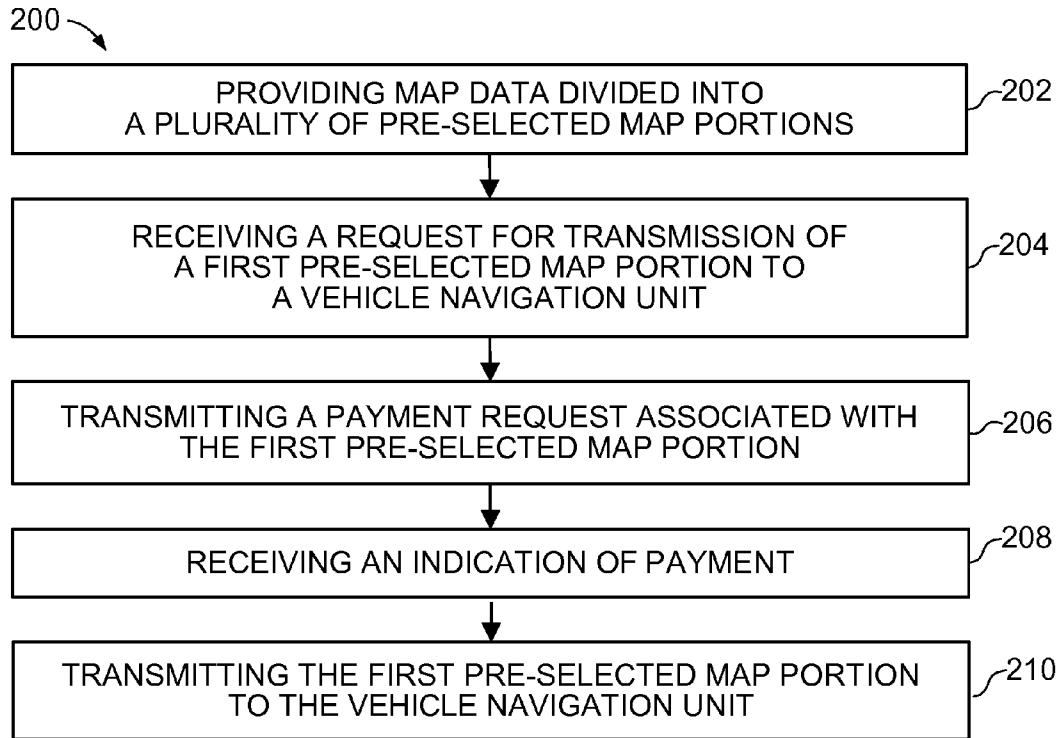 200
PROVIDING MAP DATA DIVIDED INTO
A PLURALITY OF PRE-SELECTED MAP PORTIONS
202
RECEIVING A REQUEST FOR TRANSMISSION OF
A FIRST PRE-SELECTED MAP PORTION TO
A VEHICLE NAVIGATION UNIT
204
TRANSMITTING A PAYMENT REQUEST ASSOCIATED WITH
THE FIRST PRE-SELECTED MAP PORTION
206
RECEIVING AN INDICATION OF PAYMENT
208
TRANSMITTING THE FIRST PRE-SELECTED MAP PORTION
TO THE VEHICLE NAVIGATION UNIT
210